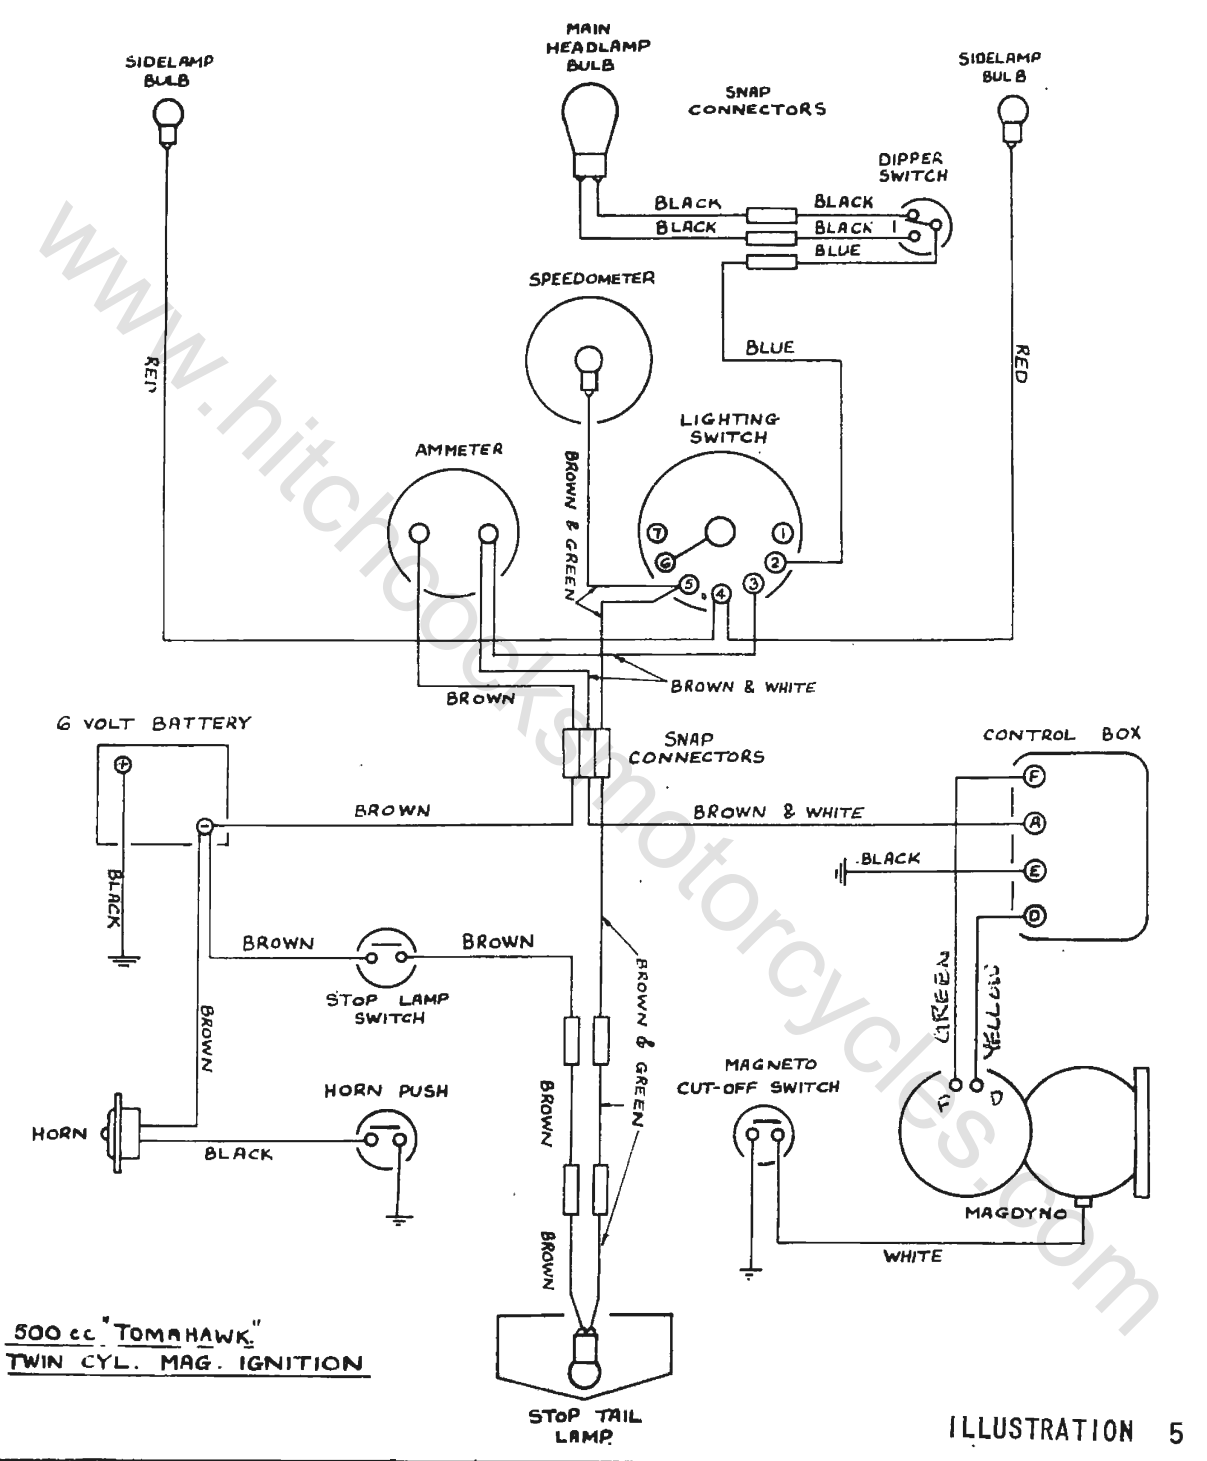 MAIN
HEADLAMP
BULB
SIDELAMP
BULB
SIDELAMP
BULB
SNAP
CONNECTORS
DIPPER
SWITCH
BLACK
BLACK
BLACK
BLACK
1
BLUE
SPEEDOMETER
BLUE
RED
RED
LIGHTING
SWITCH
AMMETER
BROWN & GREEN
7
1
6
2
5
3
4
BROWN & WHITE
BROWN
6 VOLT BATTERY
SNAP
CONNECTORS
CONTROL BOX
+
F
BROWN
BROWN & WHITE
-
A
BLACK
BLACK
E
D
BROWN
BROWN
STOP LAMP
SWITCH
BROWN
BROWN & GREEN
GREEN
YELLOW
MAGNETO
CUT-OFF SWITCH
HORN PUSH
F
D
HORN
BLACK
BROWN
MAGDYNO
BROWN
WHITE
500 cc "TOMAHAWK"
TWIN CYL. MAG. IGNITION
STOP TAIL
LAMP.
ILLUSTRATION 5
www.hitchcocksmotorcycles.com